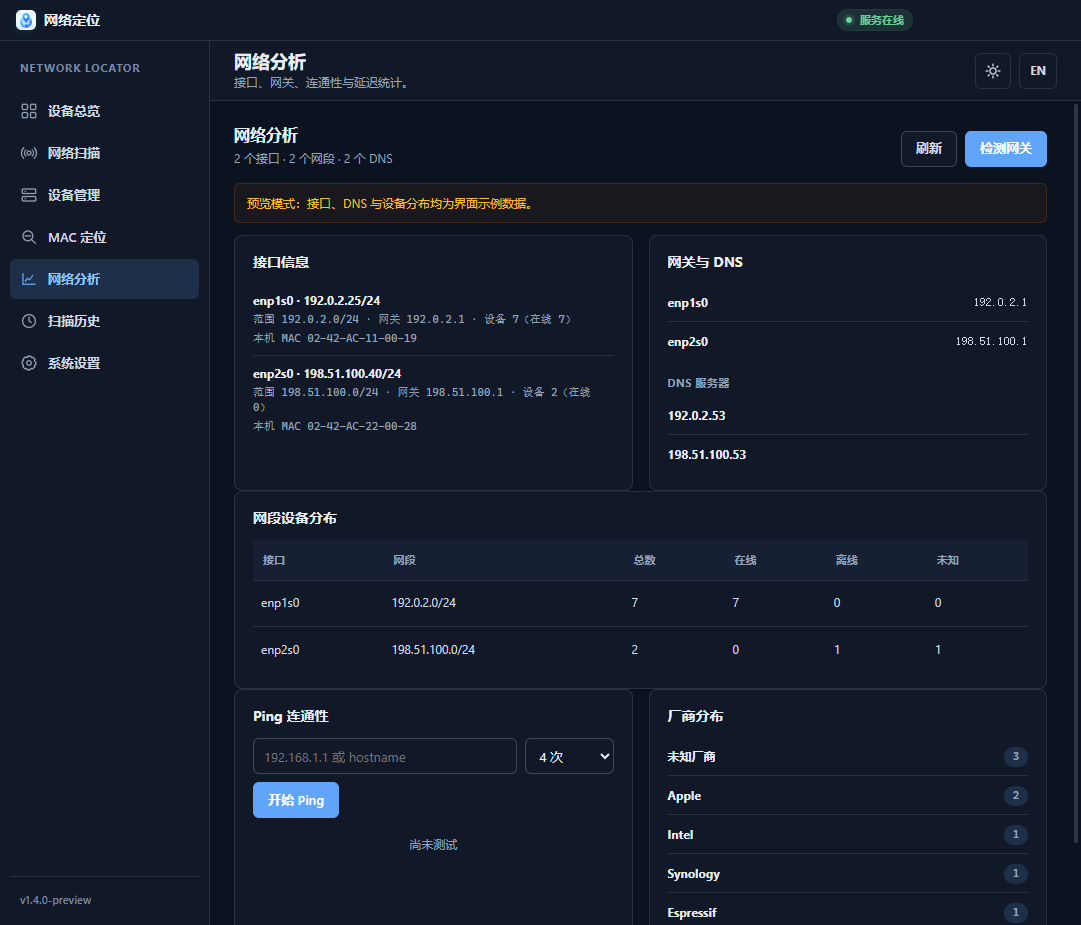 网络定位
服务在线
NETWORK LOCATOR
设备总览
网络扫描
设备管理
MAC 定位
网络分析
扫描历史
系统设置
v1.4.0-preview
网络分析
接口、网关、连通性与延迟统计。
EN
网络分析
2 个接口 · 2 个网段 · 2 个 DNS
刷新
检测网关
预览模式：接口、DNS 与设备分布均为界面示例数据。
接口信息
enp1s0 · 192.0.2.25/24
范围 192.0.2.0/24 · 网关 192.0.2.1 · 设备 7（在线 7）
本机 MAC 02-42-AC-11-00-19
enp2s0 · 198.51.100.40/24
范围 198.51.100.0/24 · 网关 198.51.100.1 · 设备 2（在线
0）
本机 MAC 02-42-AC-22-00-28
网关与 DNS
enp1s0 192.0.2.1
enp2s0 198.51.100.1
DNS 服务器
192.0.2.53
198.51.100.53
网段设备分布
接口 网段 总数 在线 离线 未知
enp1s0 192.0.2.0/24 7 7 0 0
enp2s0 198.51.100.0/24 2 0 1 1
Ping 连通性
192.168.1.1 或 hostname
4 次
开始 Ping
尚未测试
厂商分布
未知厂商 3
Apple 2
Intel 1
Synology 1
Espressif 1